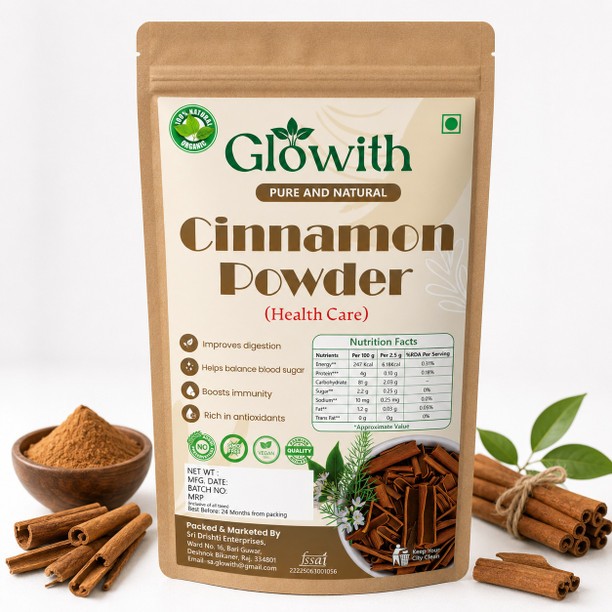 100% NATURAL
ORGANIC
Glowith
PURE AND NATURAL
Cinnamon
Powder
(Health Care)
Improves digestion
Helps balance blood sugar
Boosts immunity
Rich in antioxidants
Nutrition Facts
Nutrients Per 100 g Per 2.5 g %RDA Per Serving
Energy** 247 Kcal 6.18Kcal 0.31%
Protein** 4g 0.10 g 0.18%
Carbohydrate 81 g 2.03 g -
Sugar** 2.2 g 0.25 g 0%
Sodium** 10 mg 0.25 mg 0.0%
Fat** 1.2 g 0.03 g 0.05%
Trans Fat** 0 g 0g 0%
*Approximate Value
NO
VEGAN
QUALITY
NET WT :
MFG. DATE:
BATCH NO:
MRP
(Inclusive of all taxes)
Best Before: 24 Months from packing
Packed & Marketed By
Sri Drishti Enterprises,
Ward No. 16, Bari Guwar,
Deshnok Bikaner, Raj, 334801
Email-sa.glowith@gmail.com
fssai
22225063001056
Keep Your
City Clean